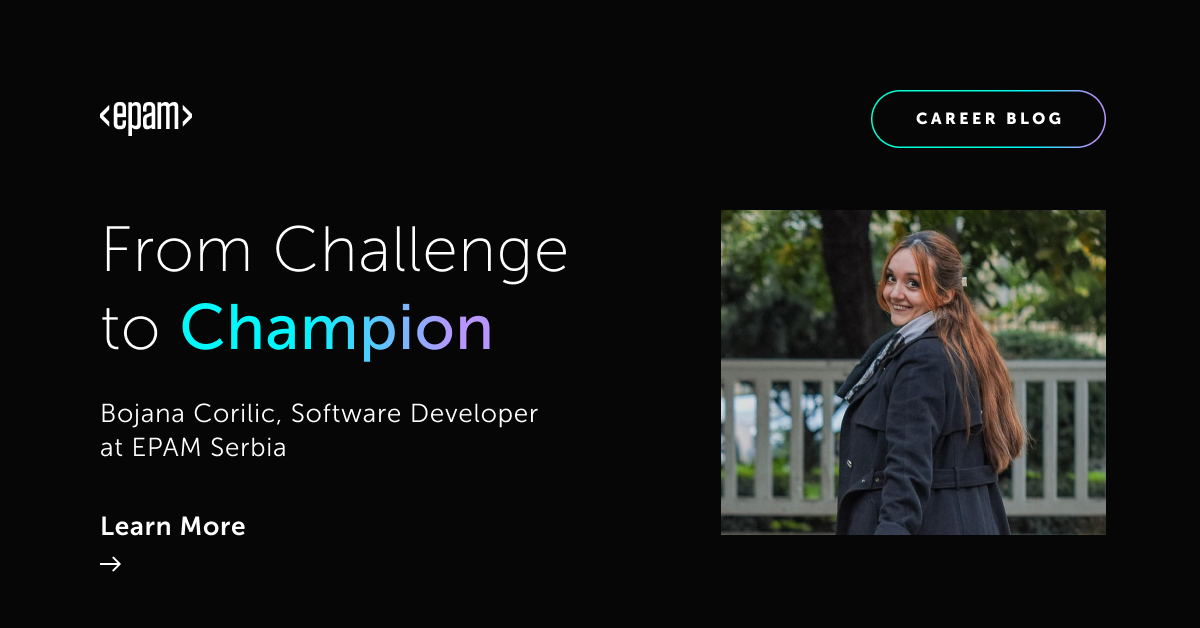 <epam>
CAREER BLOG
From Challenge
to Champion
Bojana Corilic, Software Developer
at EPAM Serbia
Learn More
→